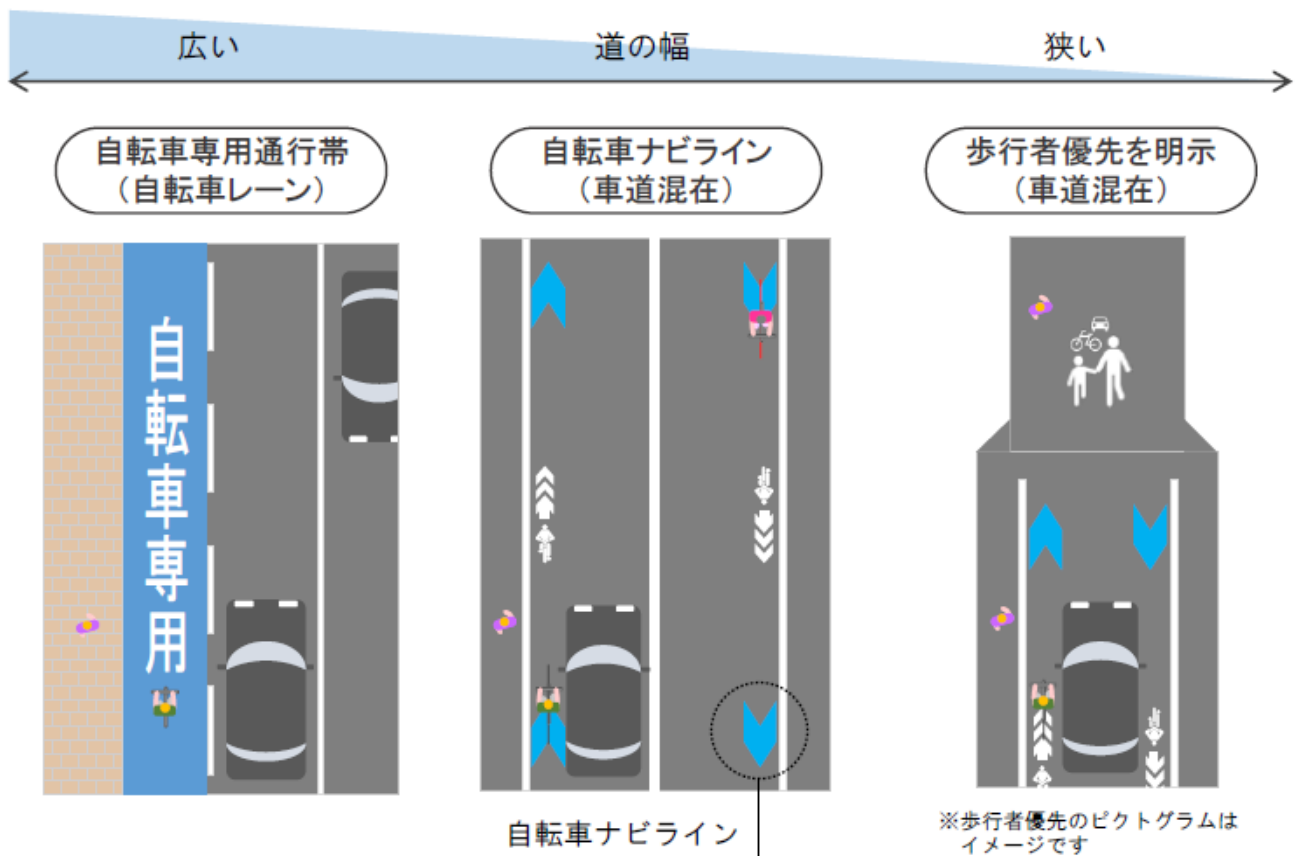 広い
道の幅
狭い
自転車専用通行帯
（自転車レーン）
自転車ナビライン
（車道混在）
歩行者優先を明示
（車道混在）
自転車専用
自転車ナビライン
※歩行者優先のピクトグラムは
イメージです